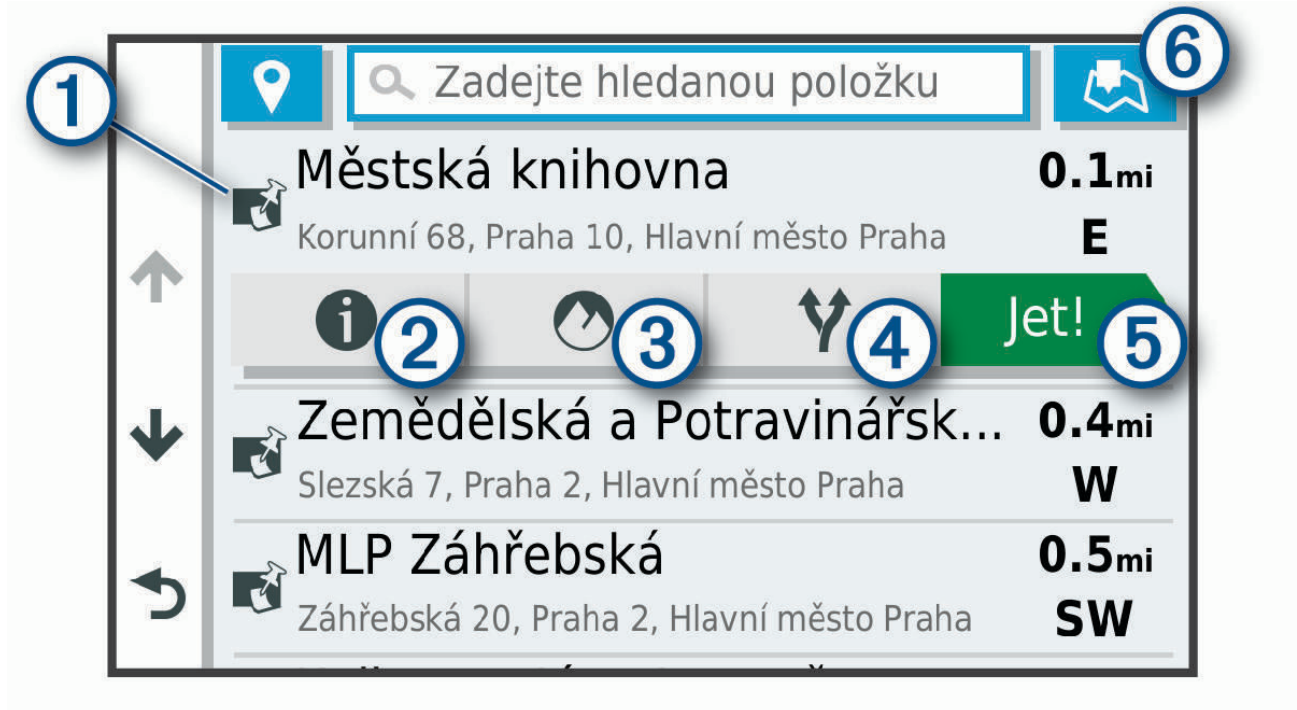 6
1
Zadejte hledanou položku
Městská knihovna 0.1mi
Korunní 68, Praha 10, Hlavní město Praha E
i 2 3 4 Jet! 5
Zemědělská a Potravinářsk... 0.4mi
Slezská 7, Praha 2, Hlavní město Praha W
MLP Záhřebská 0.5mi
Záhřebská 20, Praha 2, Hlavní město Praha SW